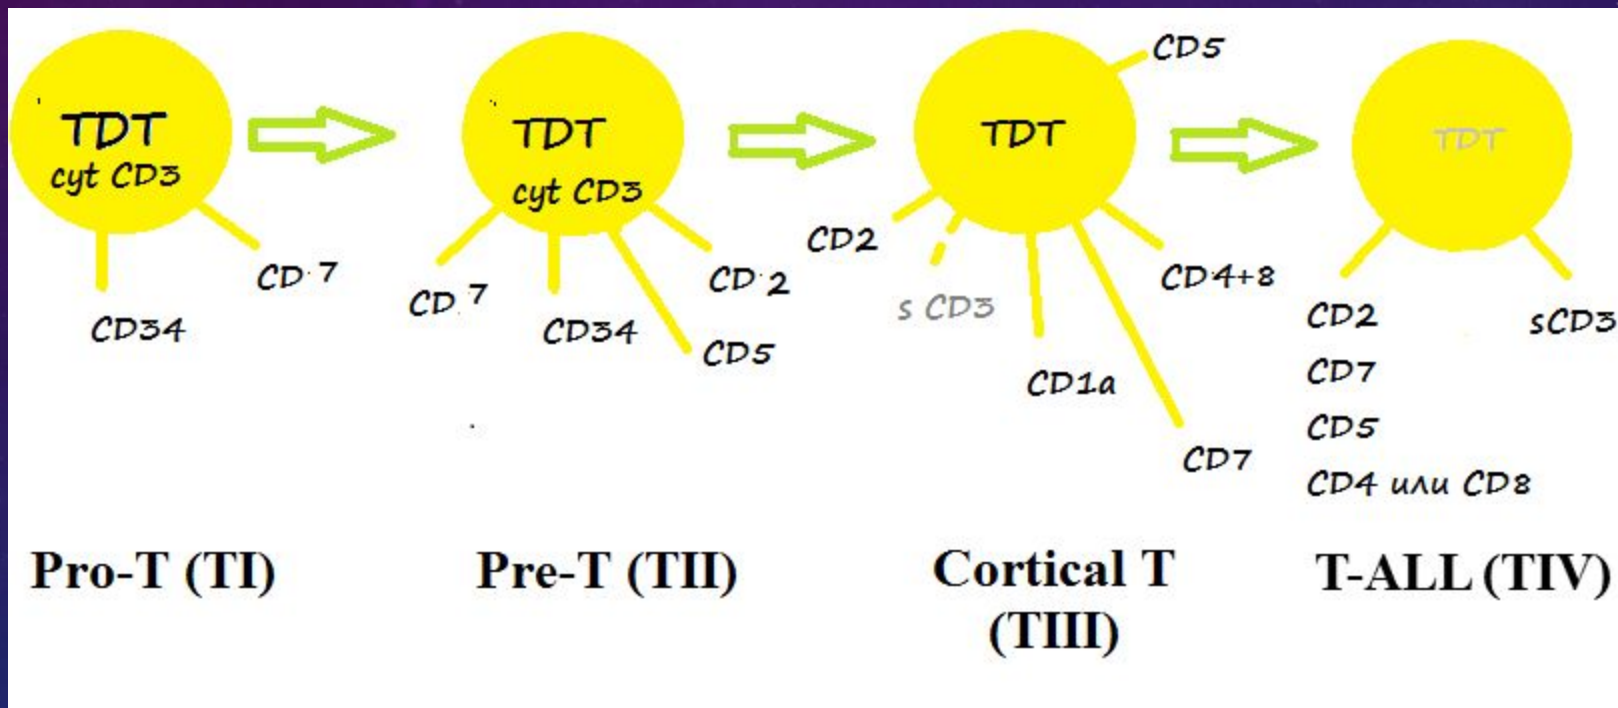 TDT
cyt CD3
CD34
CD 7
TDT
cyt CD3
CD 7
CD34
CD5
CD 2
TDT
CD5
CD2
s CD3
CD1a
CD4+8
CD7
TDT
CD2
CD7
CD5
CD4 или CD8
sCD3
Pro-T (TI)
Pre-T (TII)
Cortical T
(TIII)
T-ALL (TIV)